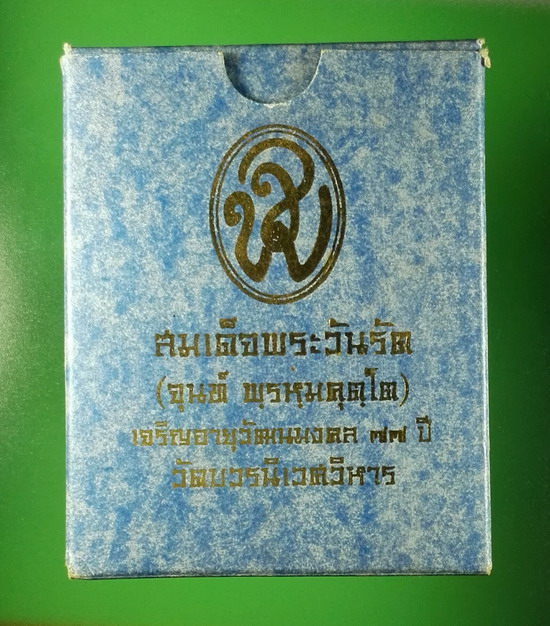 สมเด็จพระวันรัต
(จุนท์ พฺรหฺมคุตฺโต)
เจริญอายุวัฒนมงคล ๗๗ ปี
วัดบวรนิเวศวิหาร